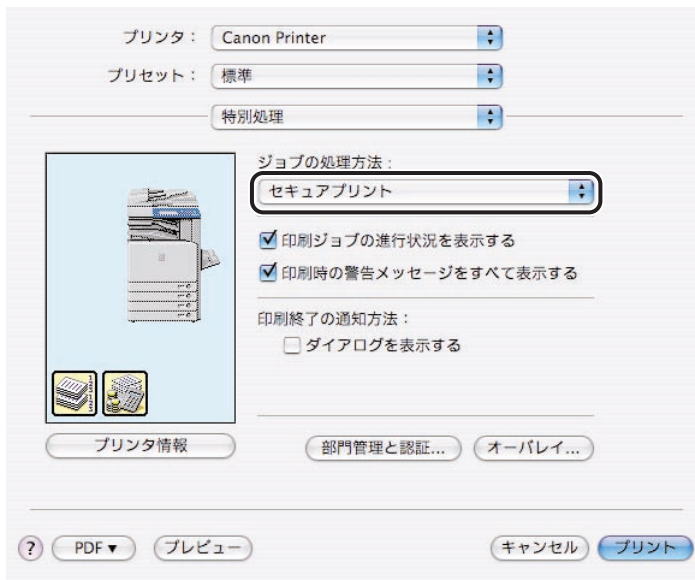 プリンタ： Canon Printer
プリセット： 標準
特別処理
ジョブの処理方法：
セキュアプリント
印刷ジョブの進行状況を表示する
印刷時の警告メッセージをすべて表示する
印刷終了の通知方法：
ダイアログを表示する
プリンタ情報
部門管理と認証... オーバレイ...
? PDF▼ プレビュー キャンセル プリント